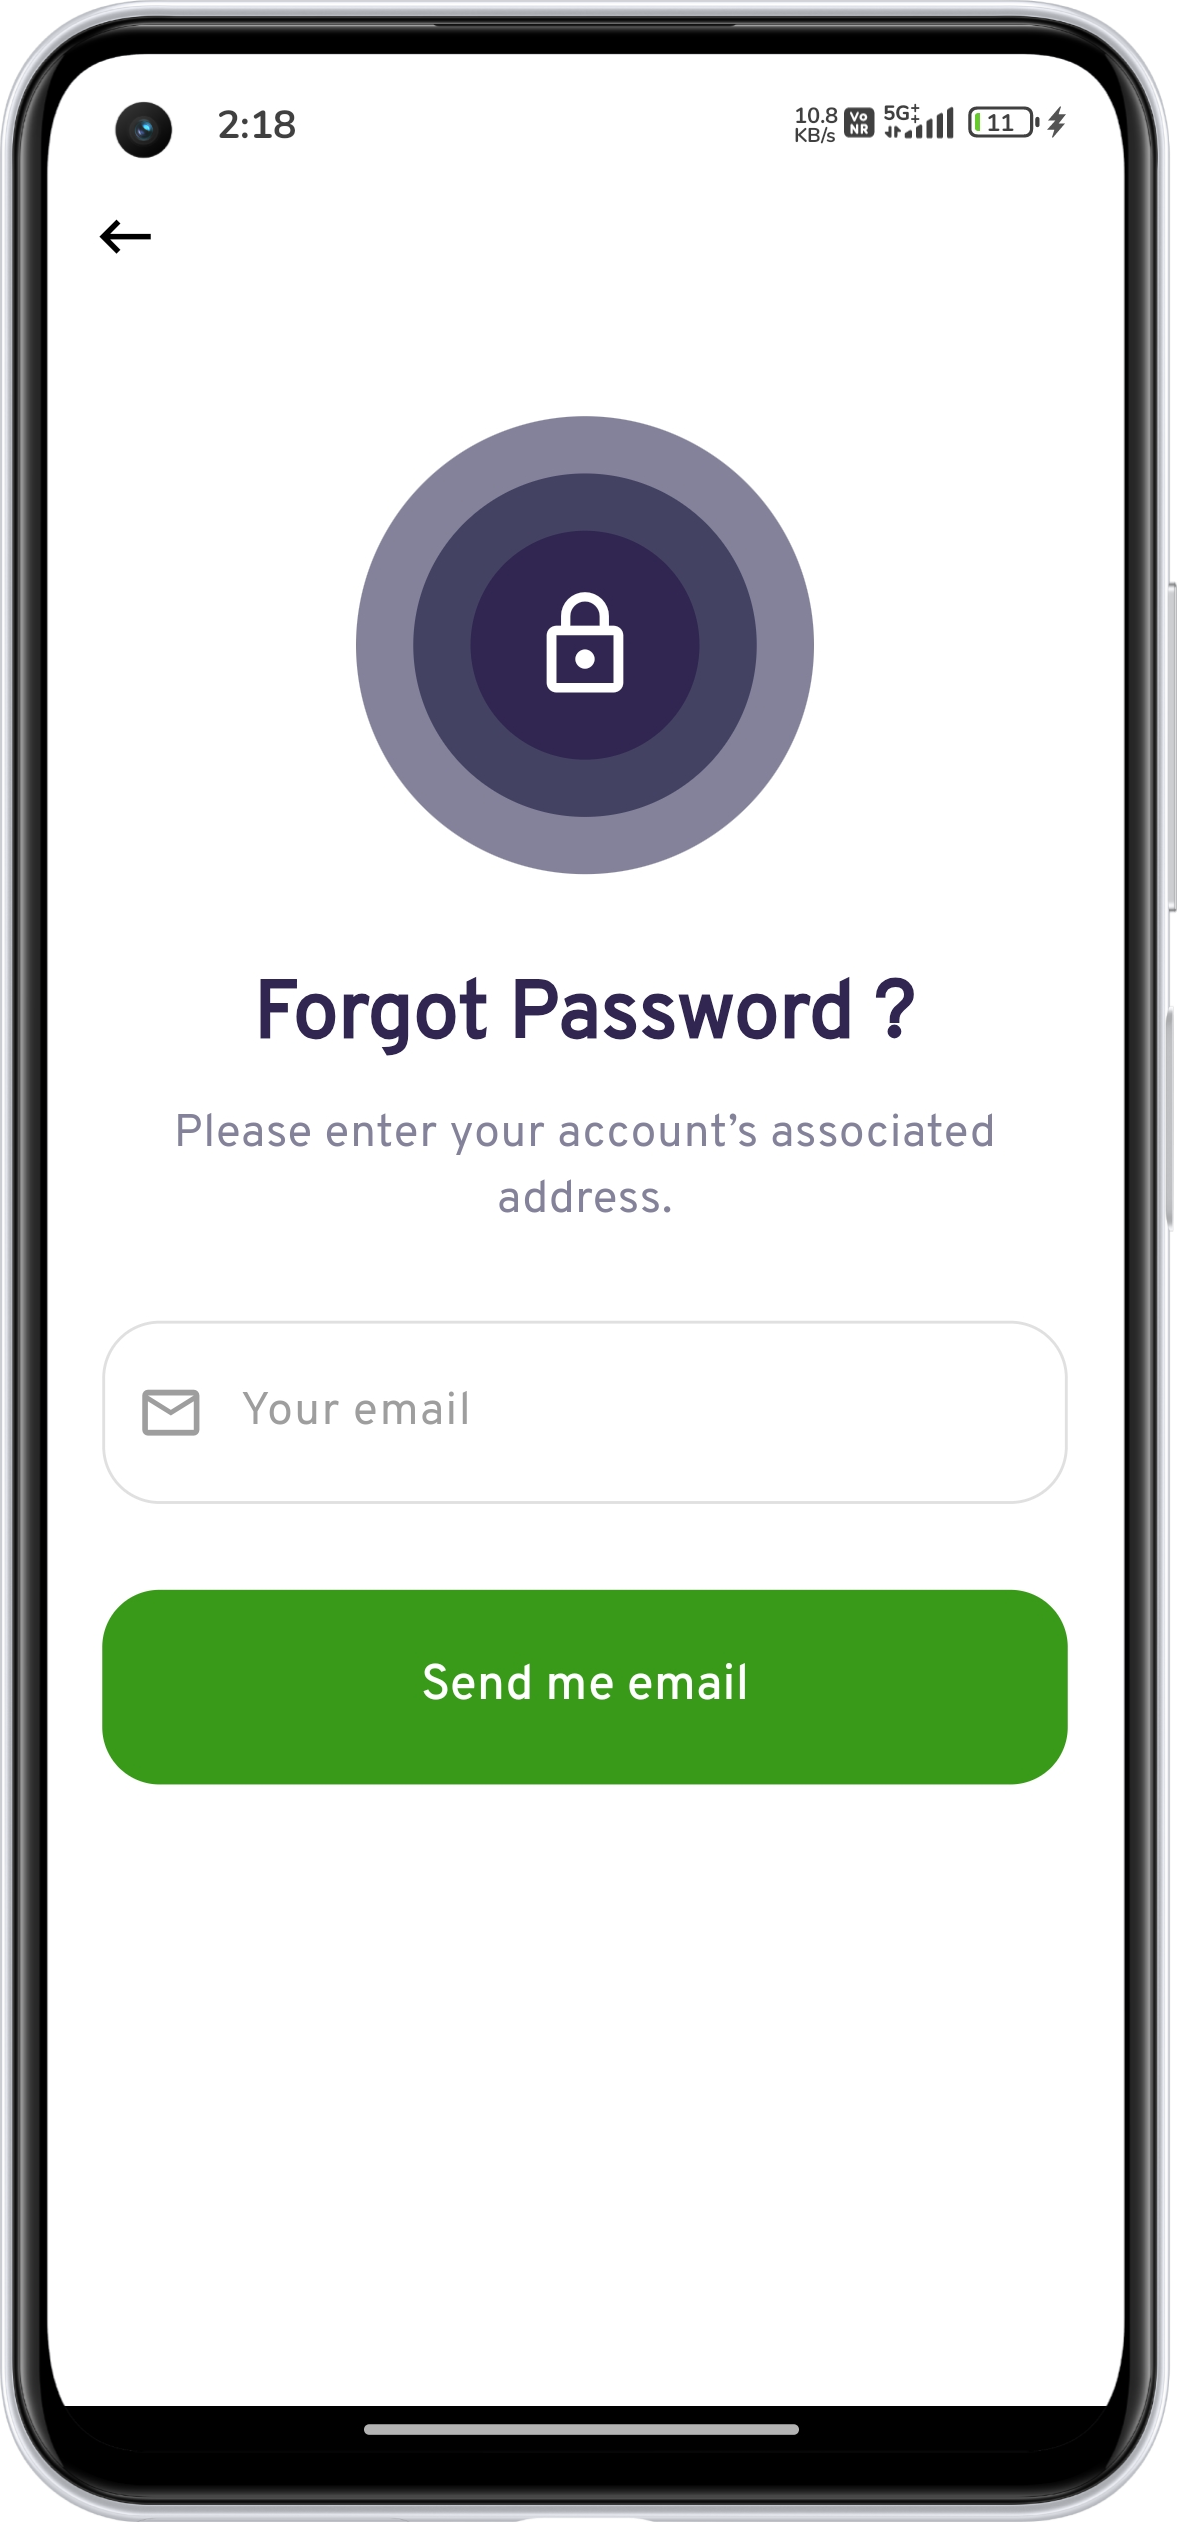 2:18
10.8
KB/s
Vo
NR
5G++
11
Forgot Password ?
Please enter your account’s associated
address.
Your email
Send me email